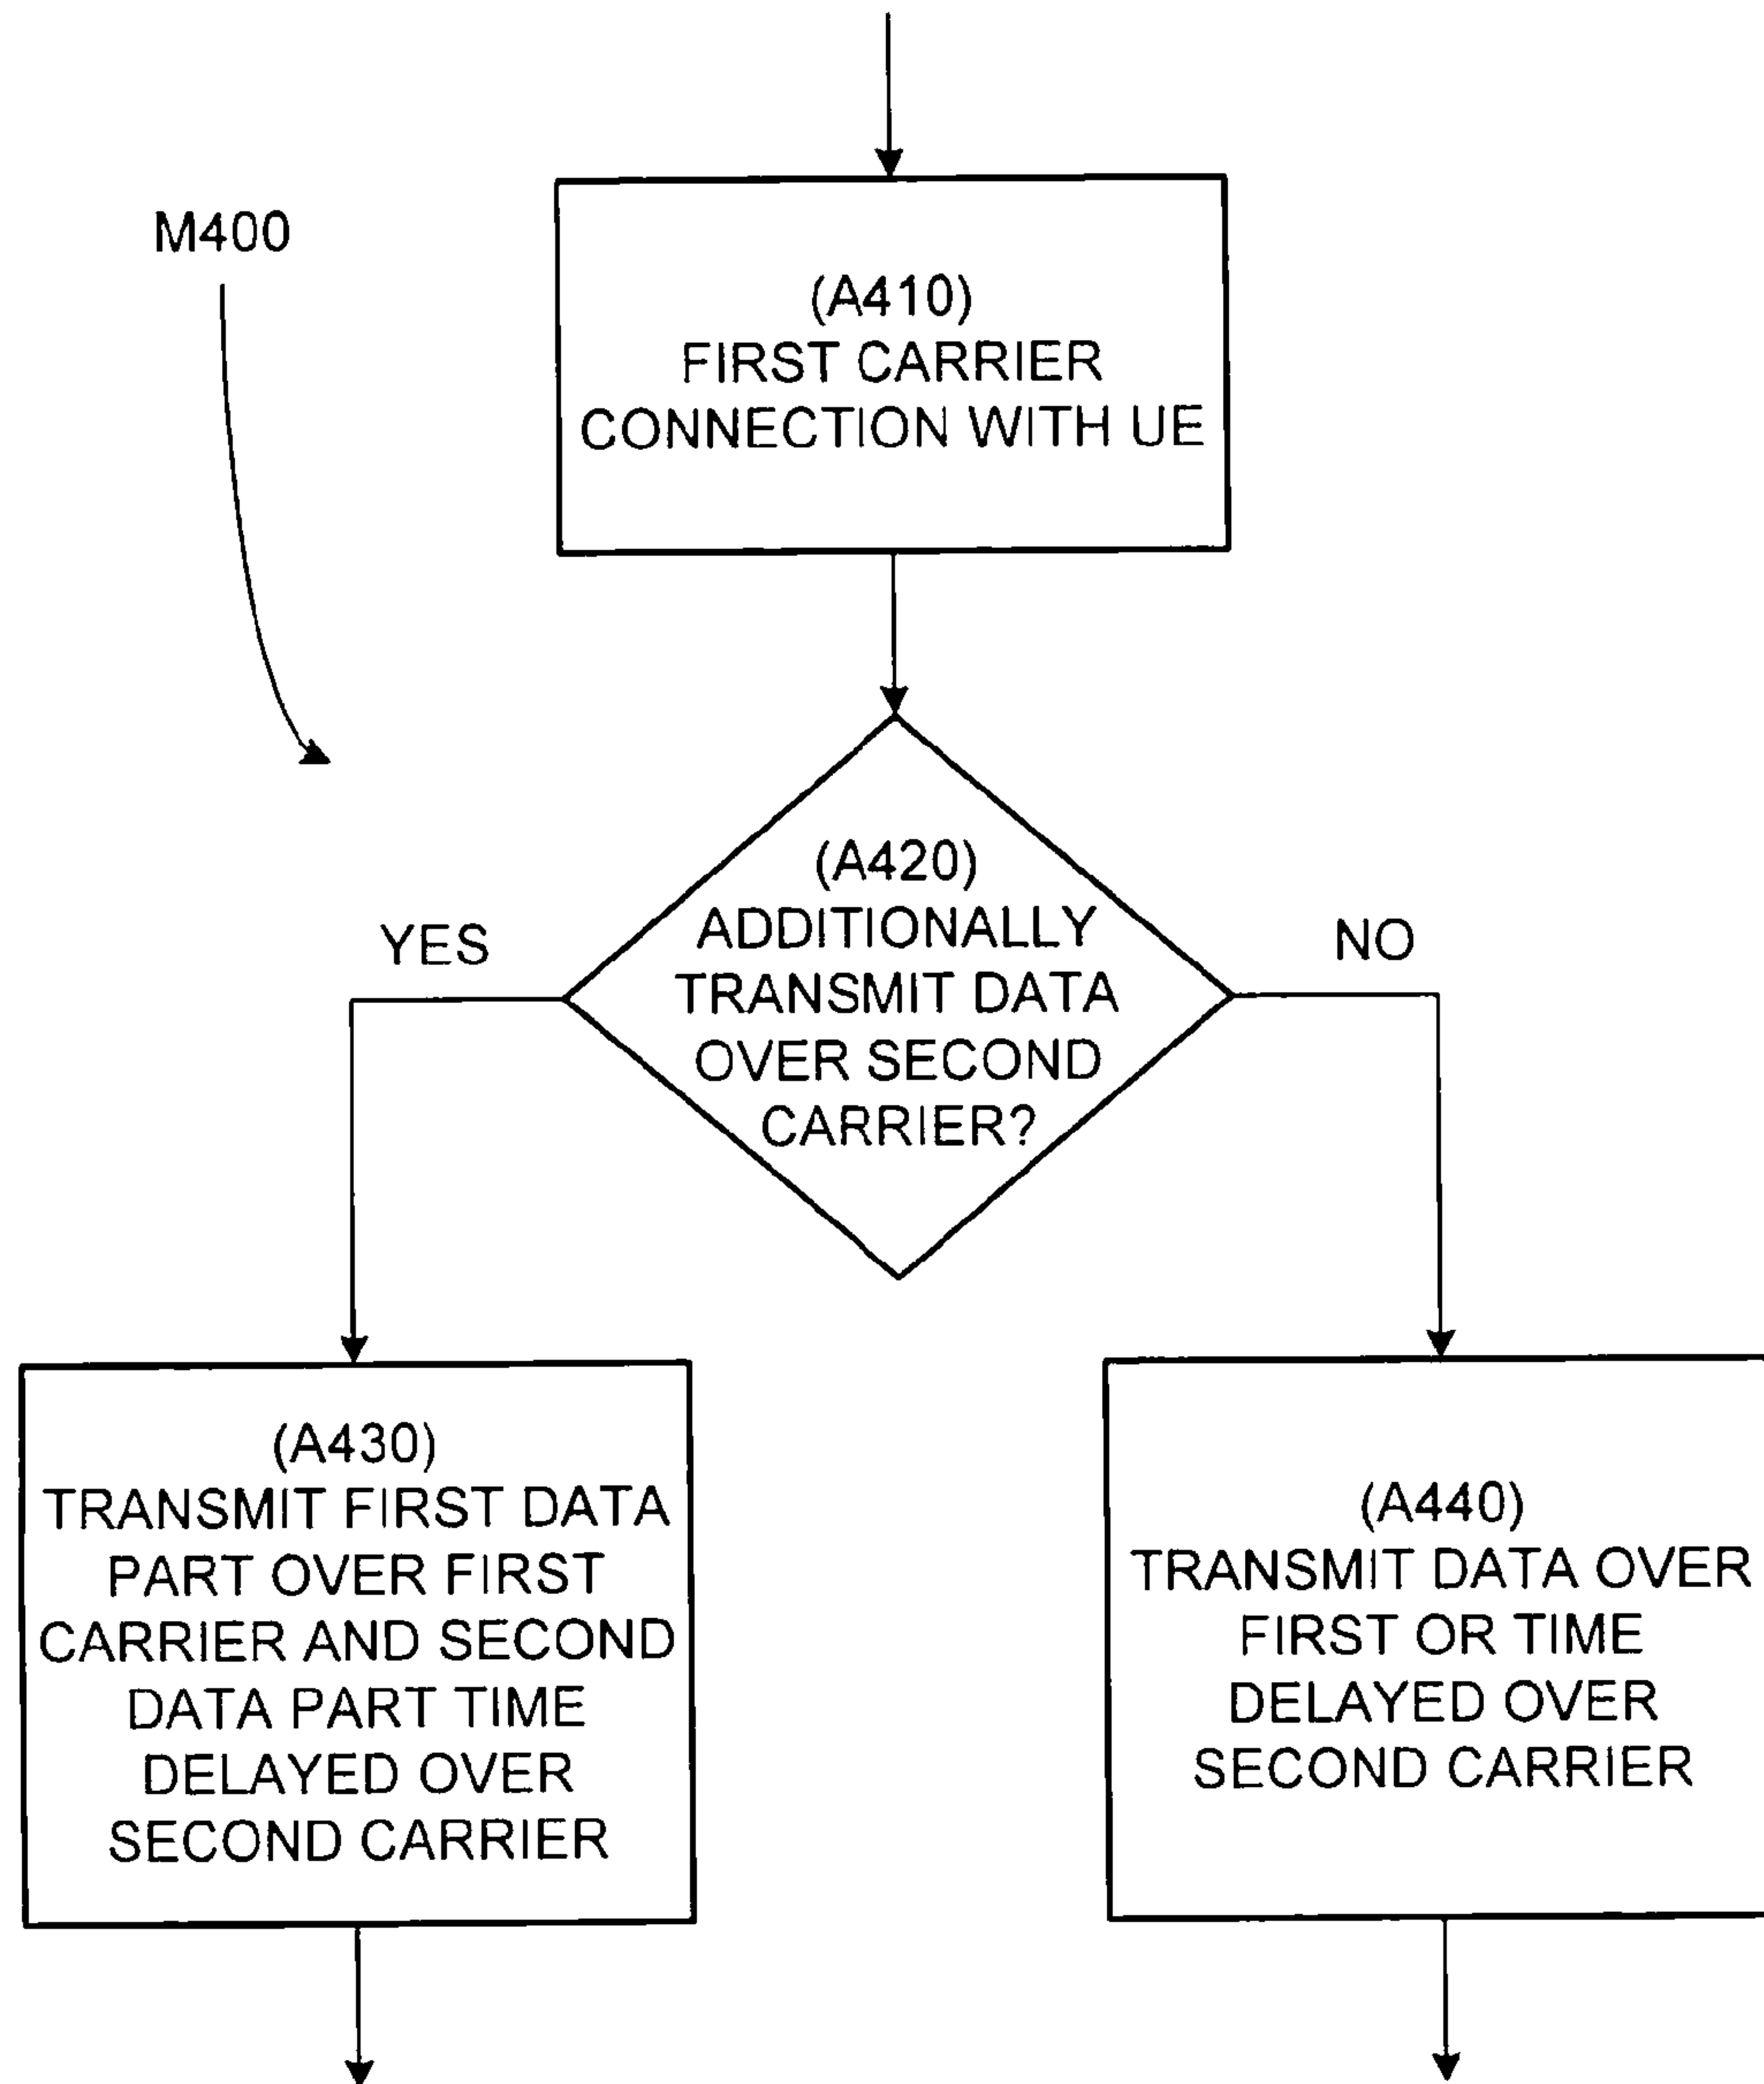 M400
(A410)
FIRST CARRIER
CONNECTION WITH UE
(A420)
ADDITIONALLY
TRANSMIT DATA
OVER SECOND
CARRIER?
YES
NO
(A430)
TRANSMIT FIRST DATA
PART OVER FIRST
CARRIER AND SECOND
DATA PART TIME
DELAYED OVER
SECOND CARRIER
(A440)
TRANSMIT DATA OVER
FIRST OR TIME
DELAYED OVER
SECOND CARRIER